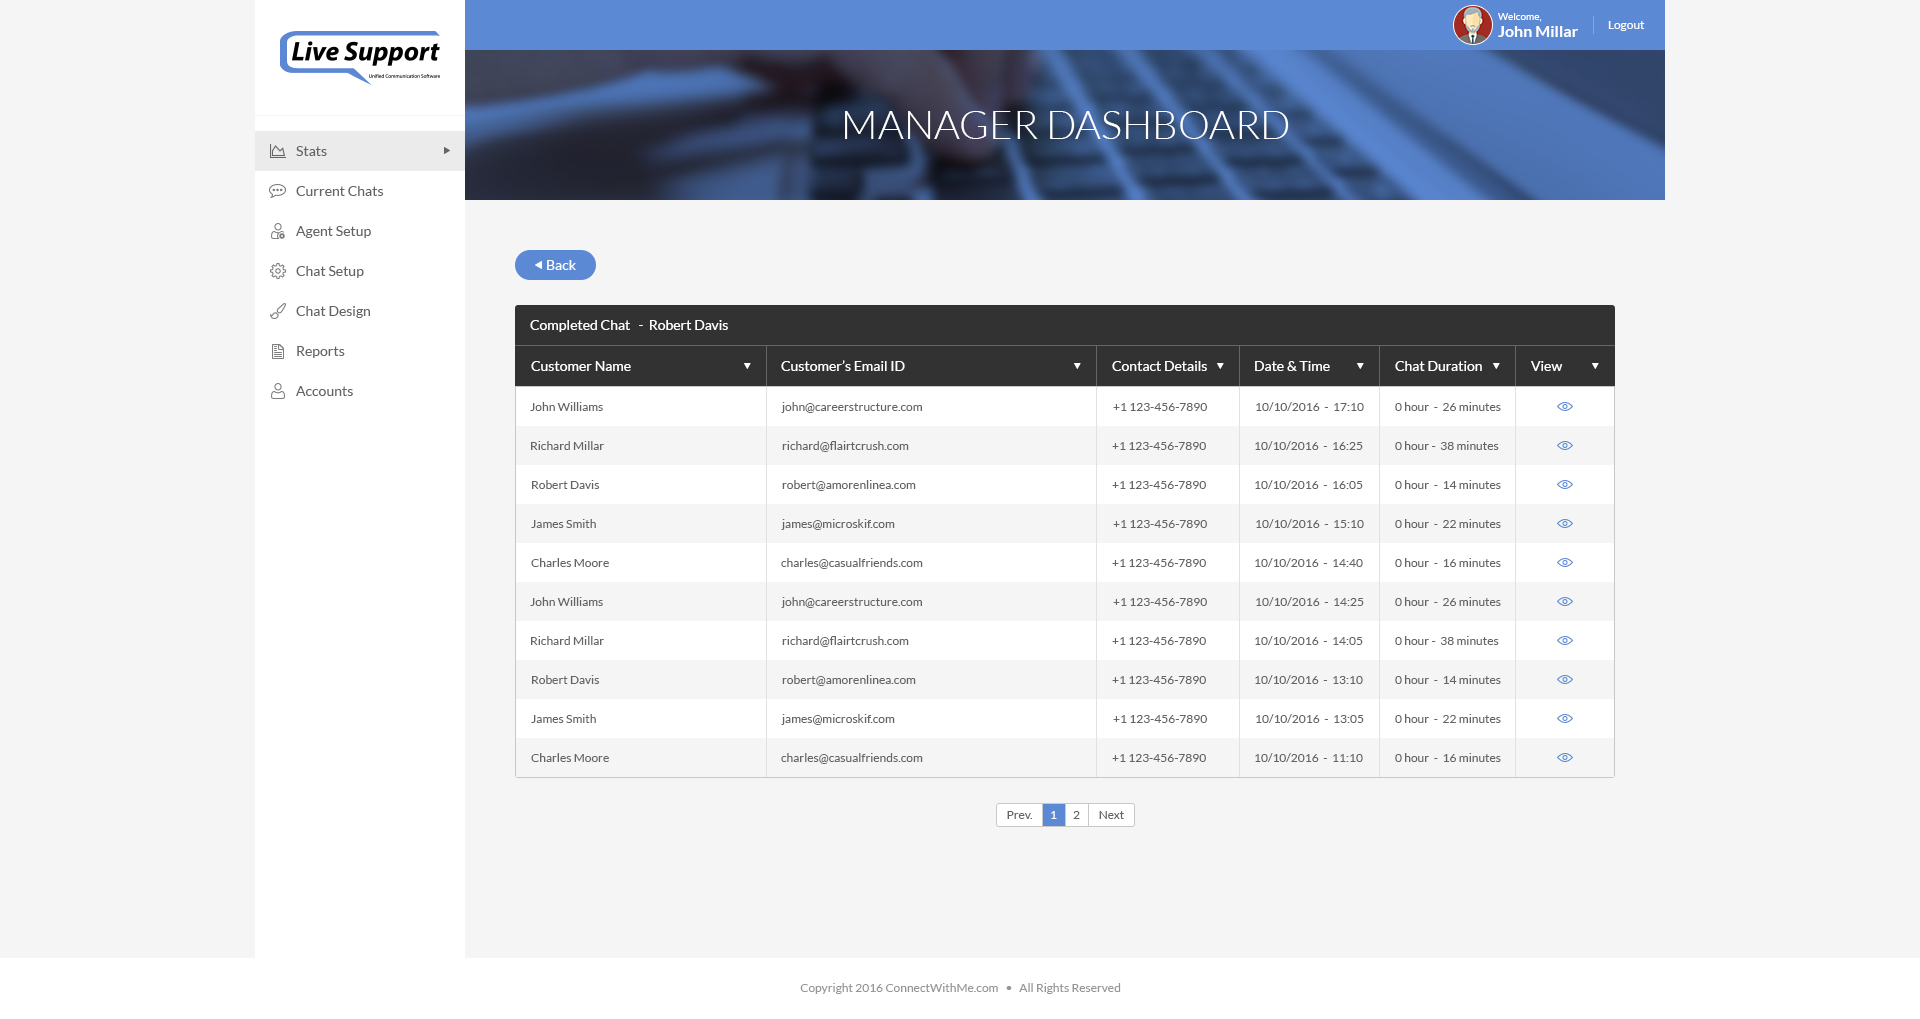 Live Support
Unified Communication Software
Welcome,
John Millar
Logout
MANAGER DASHBOARD
Stats
Current Chats
Agent Setup
Chat Setup
Chat Design
Reports
Accounts
Back
Completed Chat - Robert Davis
Customer Name Customer’s Email ID Contact Details Date & Time Chat Duration View
John Williams john@careerstructure.com +1 123-456-7890 10/10/2016 - 17:10 0 hour - 26 minutes
Richard Millar richard@flairtcrush.com +1 123-456-7890 10/10/2016 - 16:25 0 hour - 38 minutes
Robert Davis robert@amorenlinea.com +1 123-456-7890 10/10/2016 - 16:05 0 hour - 14 minutes
James Smith james@microskif.com +1 123-456-7890 10/10/2016 - 15:10 0 hour - 22 minutes
Charles Moore charles@casualfriends.com +1 123-456-7890 10/10/2016 - 14:40 0 hour - 16 minutes
John Williams john@careerstructure.com +1 123-456-7890 10/10/2016 - 14:25 0 hour - 26 minutes
Richard Millar richard@flairtcrush.com +1 123-456-7890 10/10/2016 - 14:05 0 hour - 38 minutes
Robert Davis robert@amorenlinea.com +1 123-456-7890 10/10/2016 - 13:10 0 hour - 14 minutes
James Smith james@microskif.com +1 123-456-7890 10/10/2016 - 13:05 0 hour - 22 minutes
Charles Moore charles@casualfriends.com +1 123-456-7890 10/10/2016 - 11:10 0 hour - 16 minutes
Prev. 1 2 Next
Copyright 2016 ConnectWithMe.com • All Rights Reserved